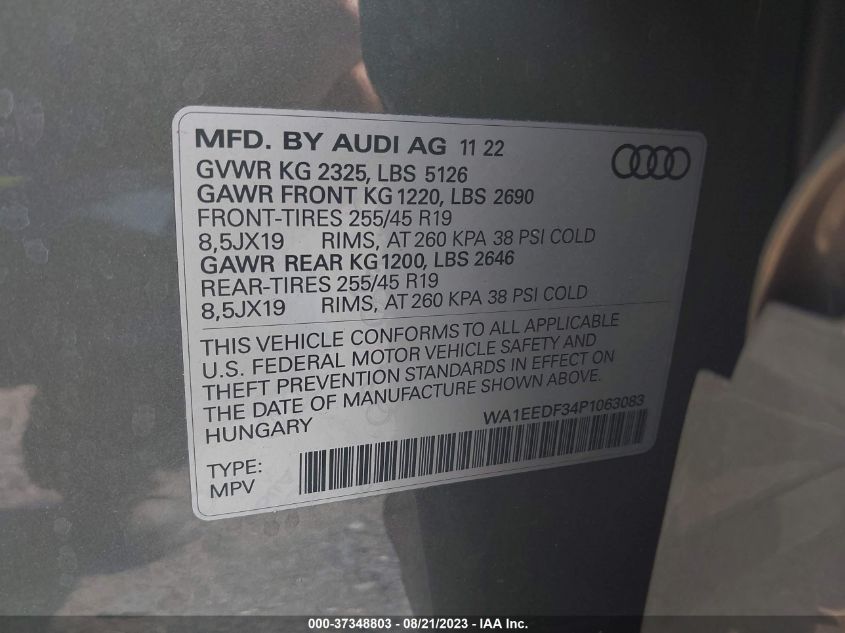 MFD. BY AUDI AG 11 22
GVWR KG 2325, LBS 5126
GAWR FRONT KG 1220, LBS 2690
FRONT-TIRES 255/45 R19
8,5JX19 RIMS, AT 260 KPA 38 PSI COLD
GAWR REAR KG 1200, LBS 2646
REAR-TIRES 255/45 R19
8,5JX19 RIMS, AT 260 KPA 38 PSI COLD
THIS VEHICLE CONFORMS TO ALL APPLICABLE
U.S. FEDERAL MOTOR VEHICLE SAFETY AND
THEFT PREVENTION STANDARDS IN EFFECT ON
THE DATE OF MANUFACTURE SHOWN ABOVE.
HUNGARY WA1EEDF34P1063083
TYPE:
MPV
000-37348803 - 08/21/2023 - IAA Inc.